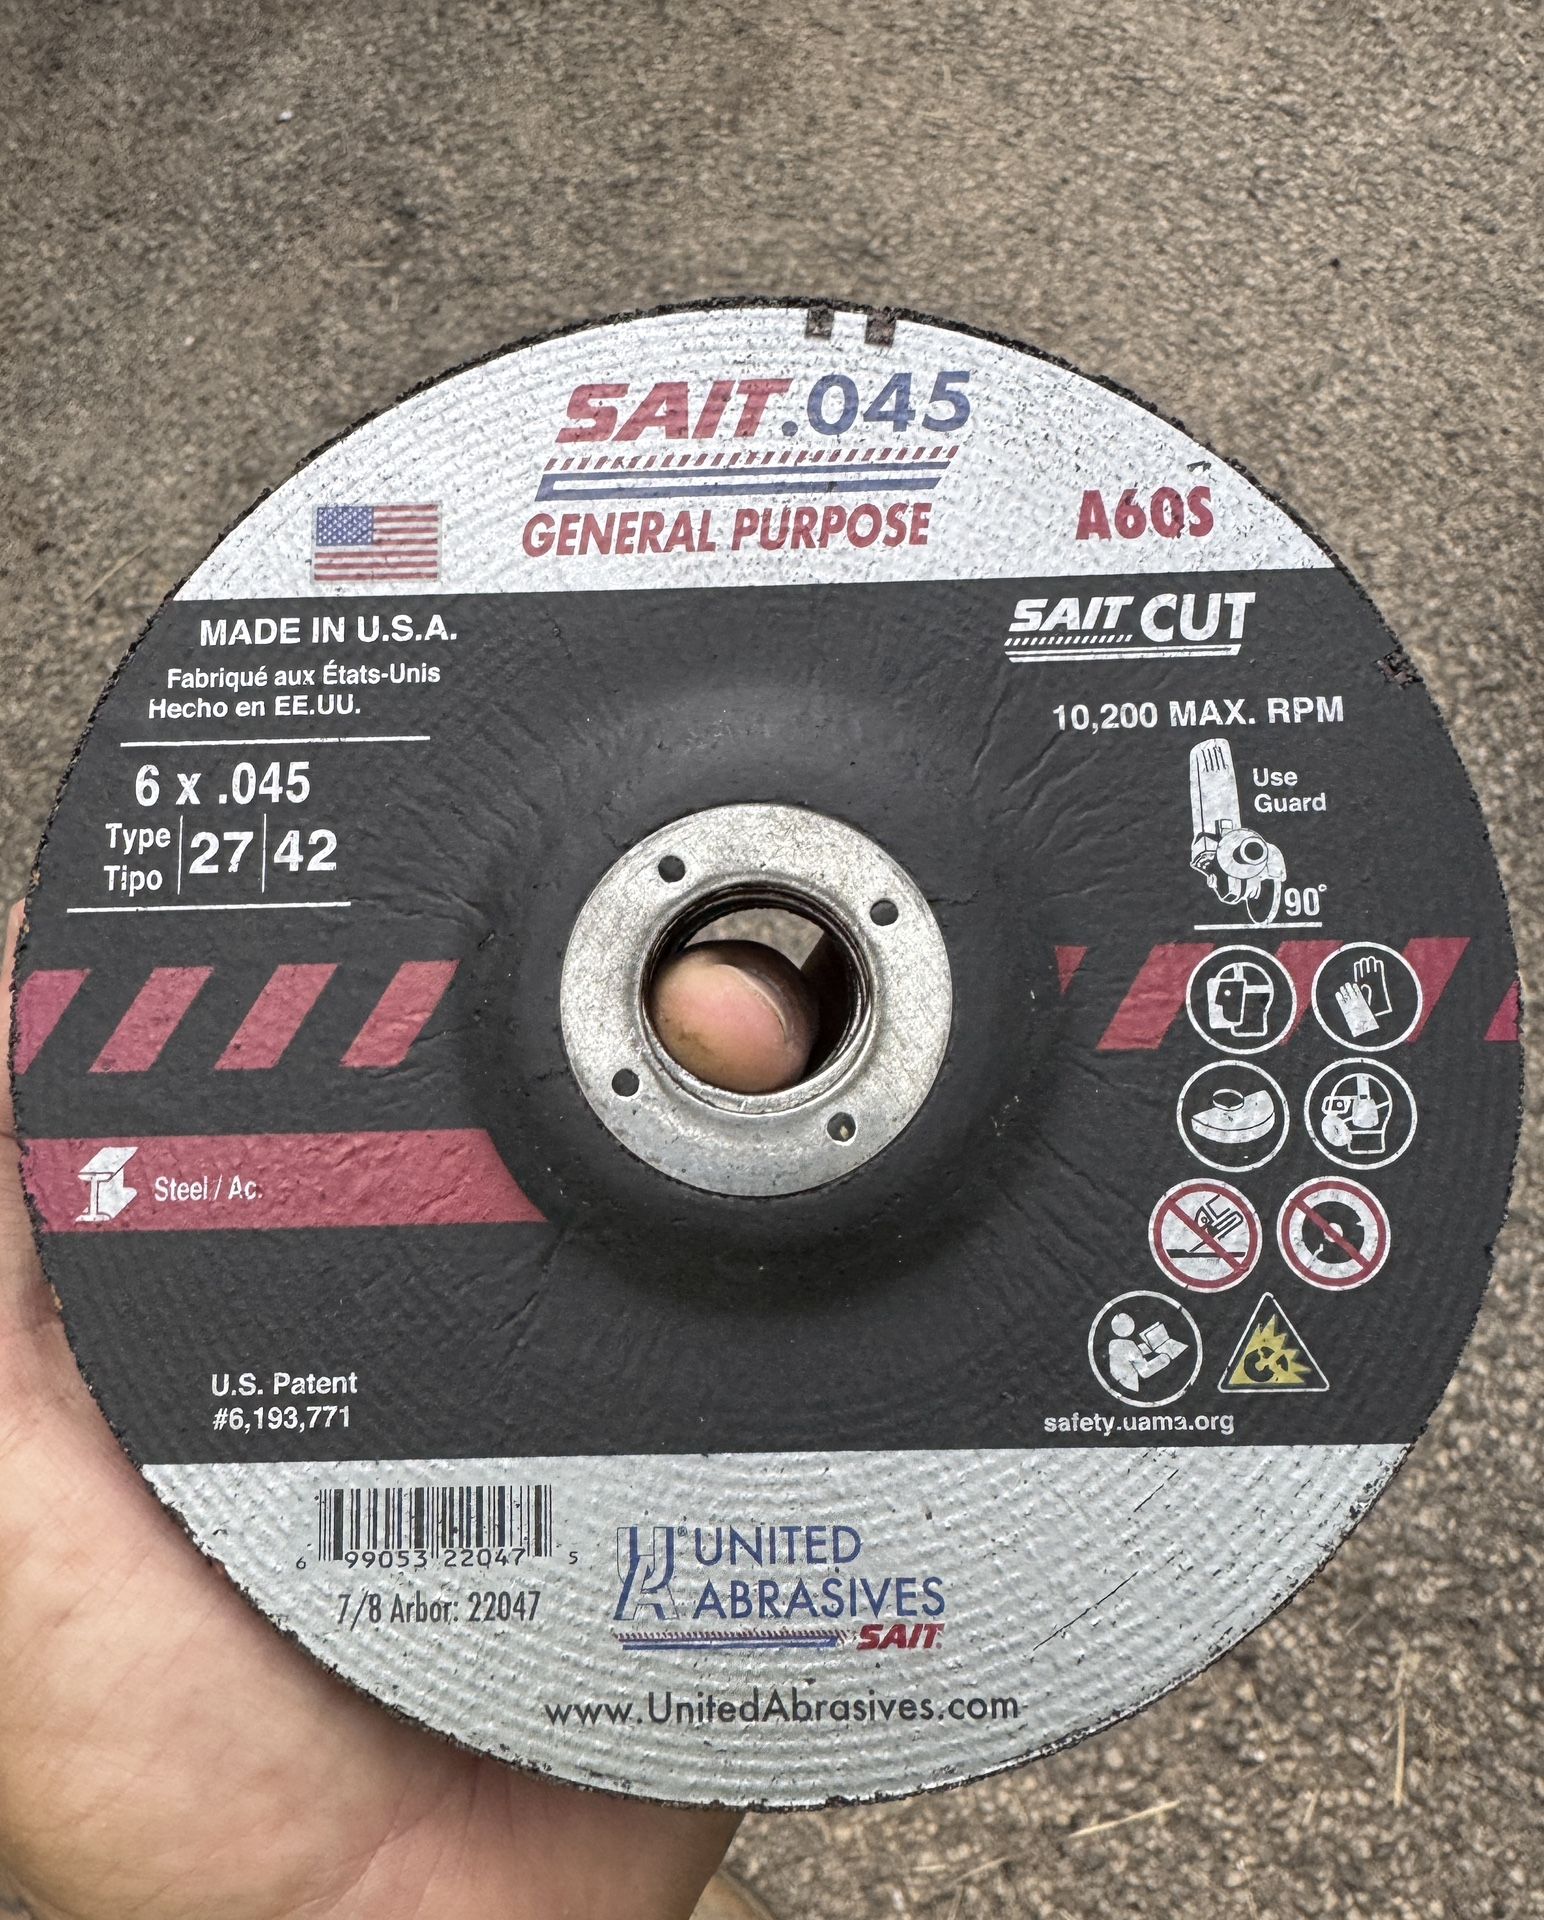 SAIT.045
GENERAL PURPOSE
A60S
MADE IN U.S.A.
Fabriqué aux États-Unis
Hecho en EE.UU.
6 x .045
Type
Tipo
27 42
SAIT CUT
10,200 MAX. RPM
Use
Guard
90°
Steel / Ac.
U.S. Patent
#6,193,771
safety.uama.org
6 99053 22047 5
7/8 Arbor: 22047
UA® UNITED
ABRASIVES
SAIT
www.UnitedAbrasives.com